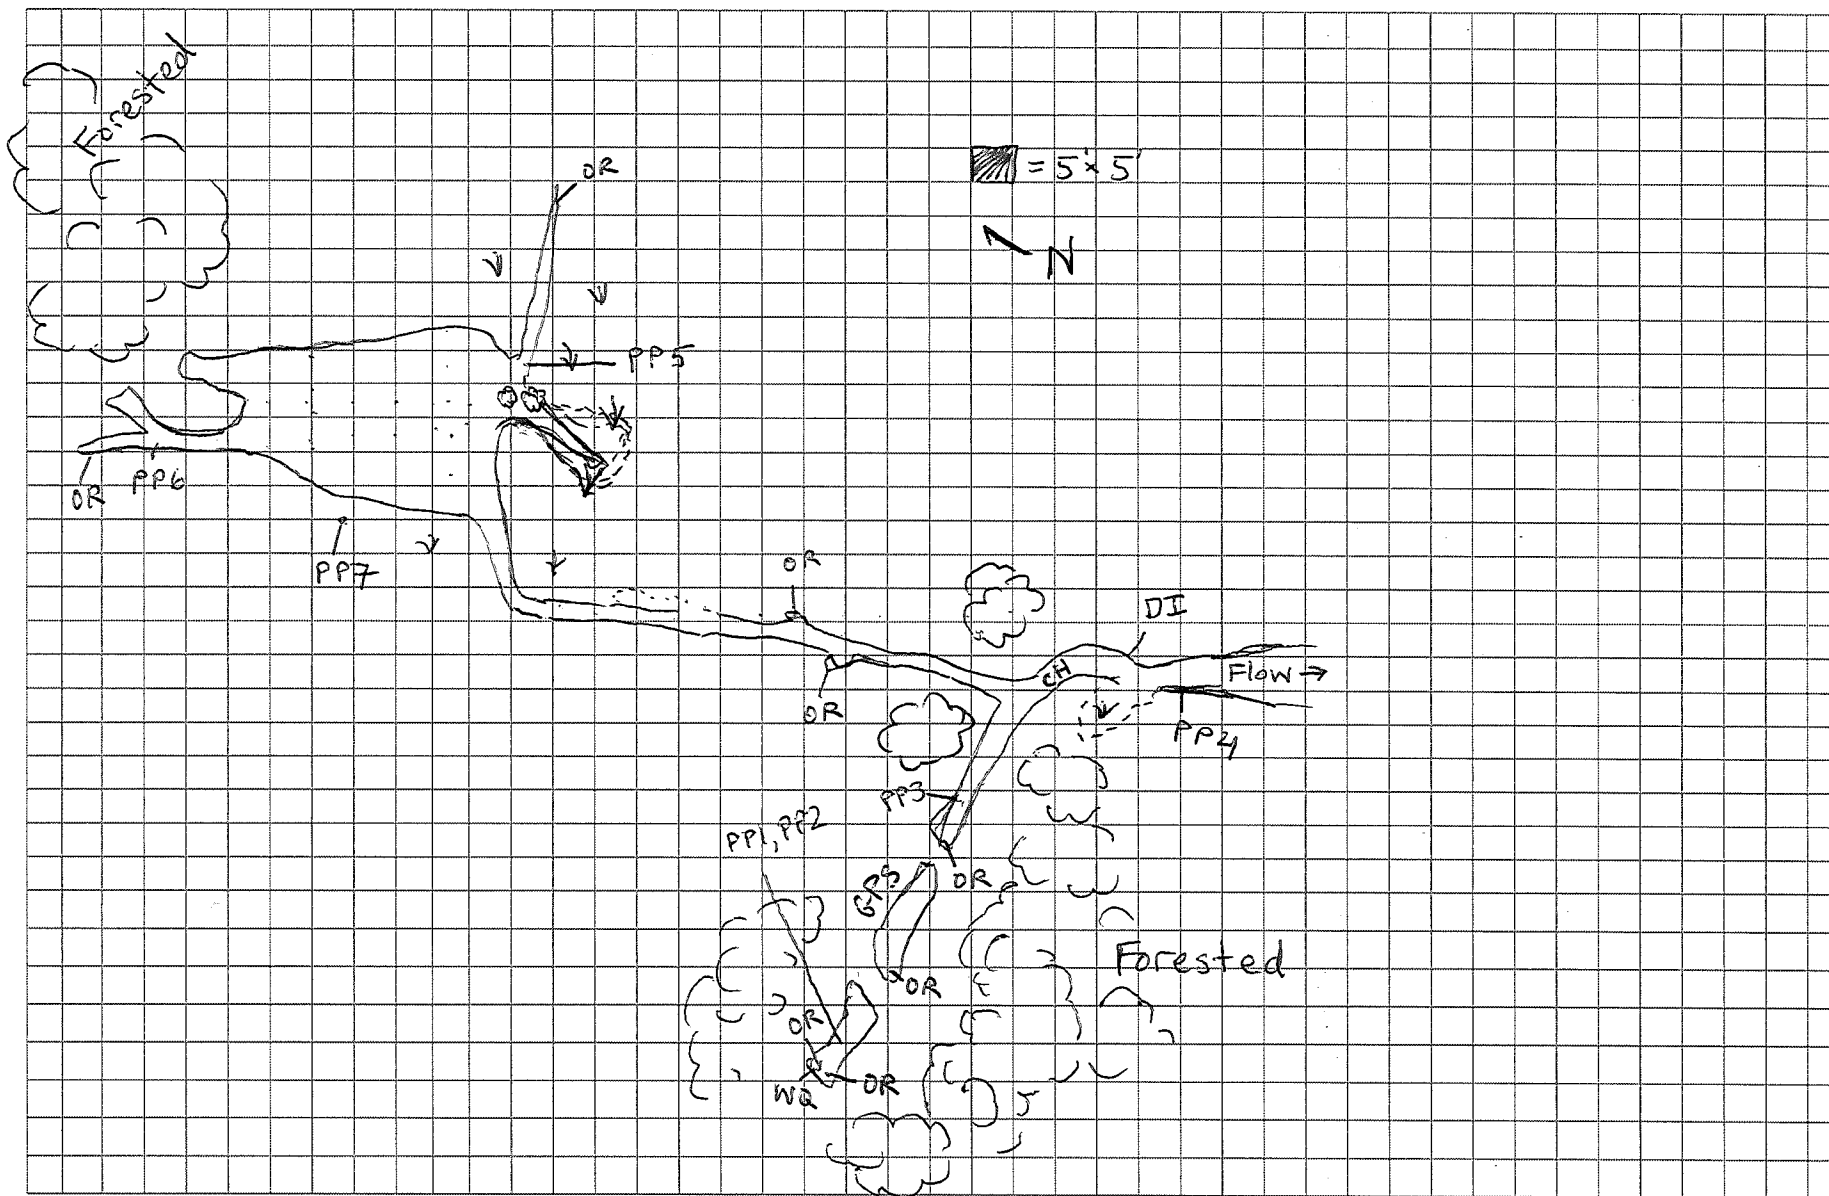 Forested
OR
= 5' x 5'
N
PP5
OR
PP6
PP7
OR
DI
CH
Flow →
OR
PP4
PP3
PP1, PP2
OR
GPS
Forested
OR
OR
WQ
OR